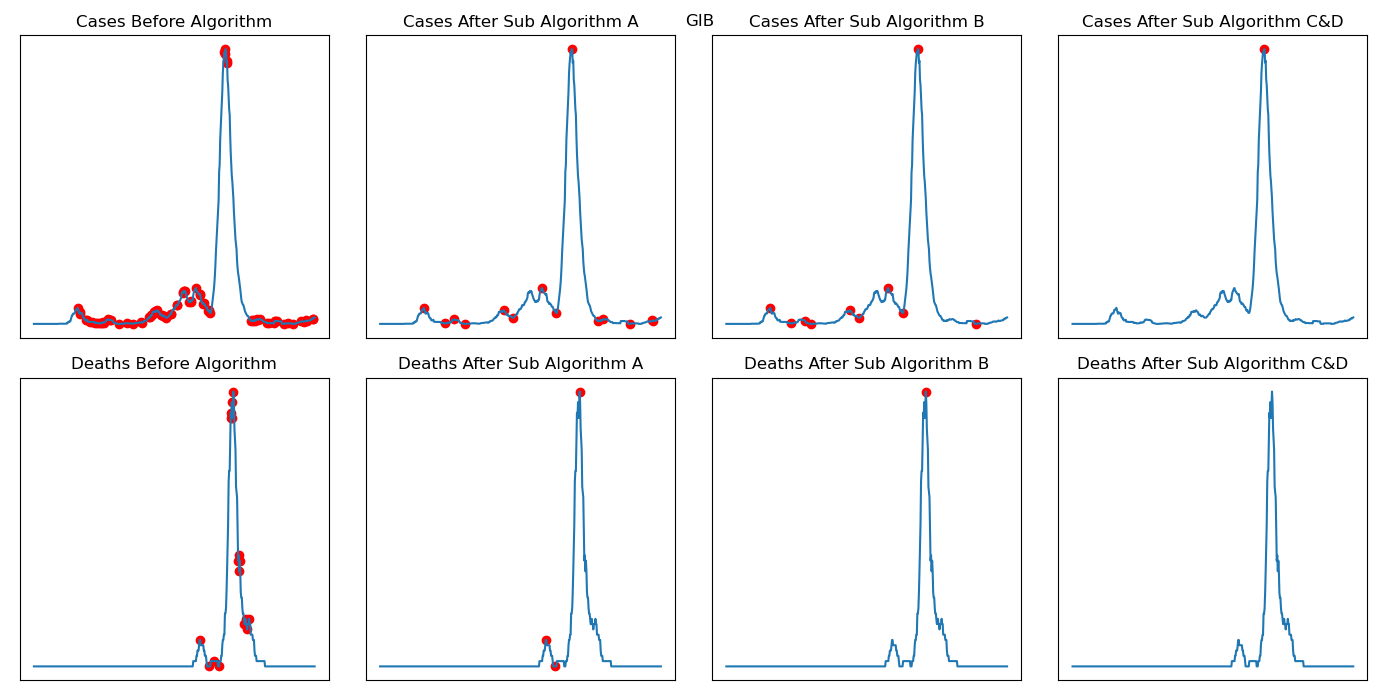 GIB
Cases Before Algorithm
Cases After Sub Algorithm A
Cases After Sub Algorithm B
Cases After Sub Algorithm C&D
Deaths Before Algorithm
Deaths After Sub Algorithm A
Deaths After Sub Algorithm B
Deaths After Sub Algorithm C&D